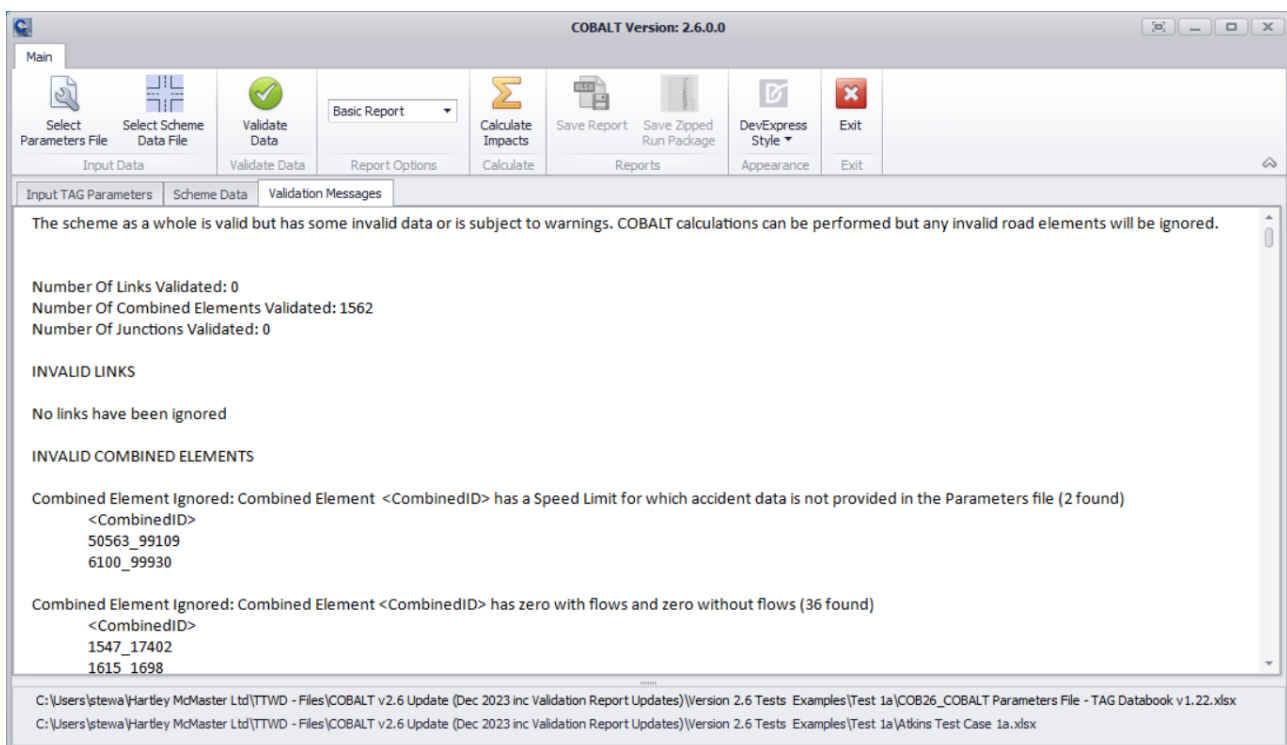 COBALT Version: 2.6.0.0
Main
Select Parameters File
Select Scheme Data File
Validate Data
Basic Report
Calculate Impacts
Save Report
Save Zipped Run Package
DevExpress Style
Exit
Input Data
Validate Data
Report Options
Calculate
Reports
Appearance
Exit
Input TAG Parameters
Scheme Data
Validation Messages
The scheme as a whole is valid but has some invalid data or is subject to warnings. COBALT calculations can be performed but any invalid road elements will be ignored.
Number Of Links Validated: 0
Number Of Combined Elements Validated: 1562
Number Of Junctions Validated: 0
INVALID LINKS
No links have been ignored
INVALID COMBINED ELEMENTS
Combined Element Ignored: Combined Element <CombinedID> has a Speed Limit for which accident data is not provided in the Parameters file (2 found)
<CombinedID>
50563_99109
6100_99930
Combined Element Ignored: Combined Element <CombinedID> has zero with flows and zero without flows (36 found)
<CombinedID>
1547_17402
1615_1698
C:\Users\stewa\Hartley McMaster Ltd\TTWD - Files\COBALT v2.6 Update (Dec 2023 inc Validation Report Updates)\Version 2.6 Tests Examples\Test 1a\COB26_COBALT Parameters File - TAG Databook v1.22.xlsx
C:\Users\stewa\Hartley McMaster Ltd\TTWD - Files\COBALT v2.6 Update (Dec 2023 inc Validation Report Updates)\Version 2.6 Tests Examples\Test 1a\Atkins Test Case 1a.xlsx